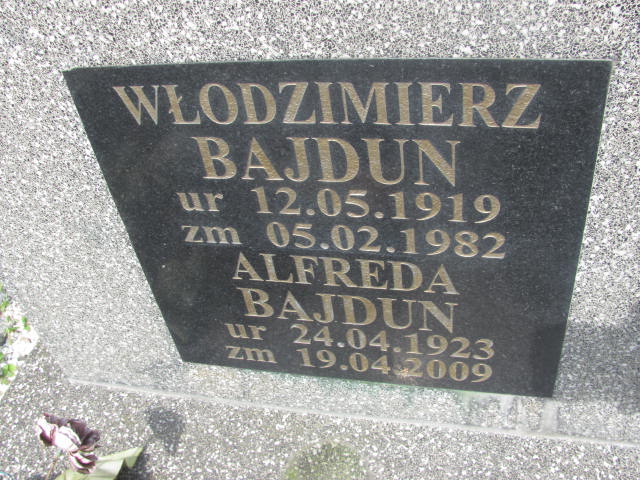 WŁODZIMIERZ
BAJDUN
ur 12.05.1919
zm 05.02.1982
ALFREDA
BAJDUN
ur 24.04.1923
zm 19.04.2009